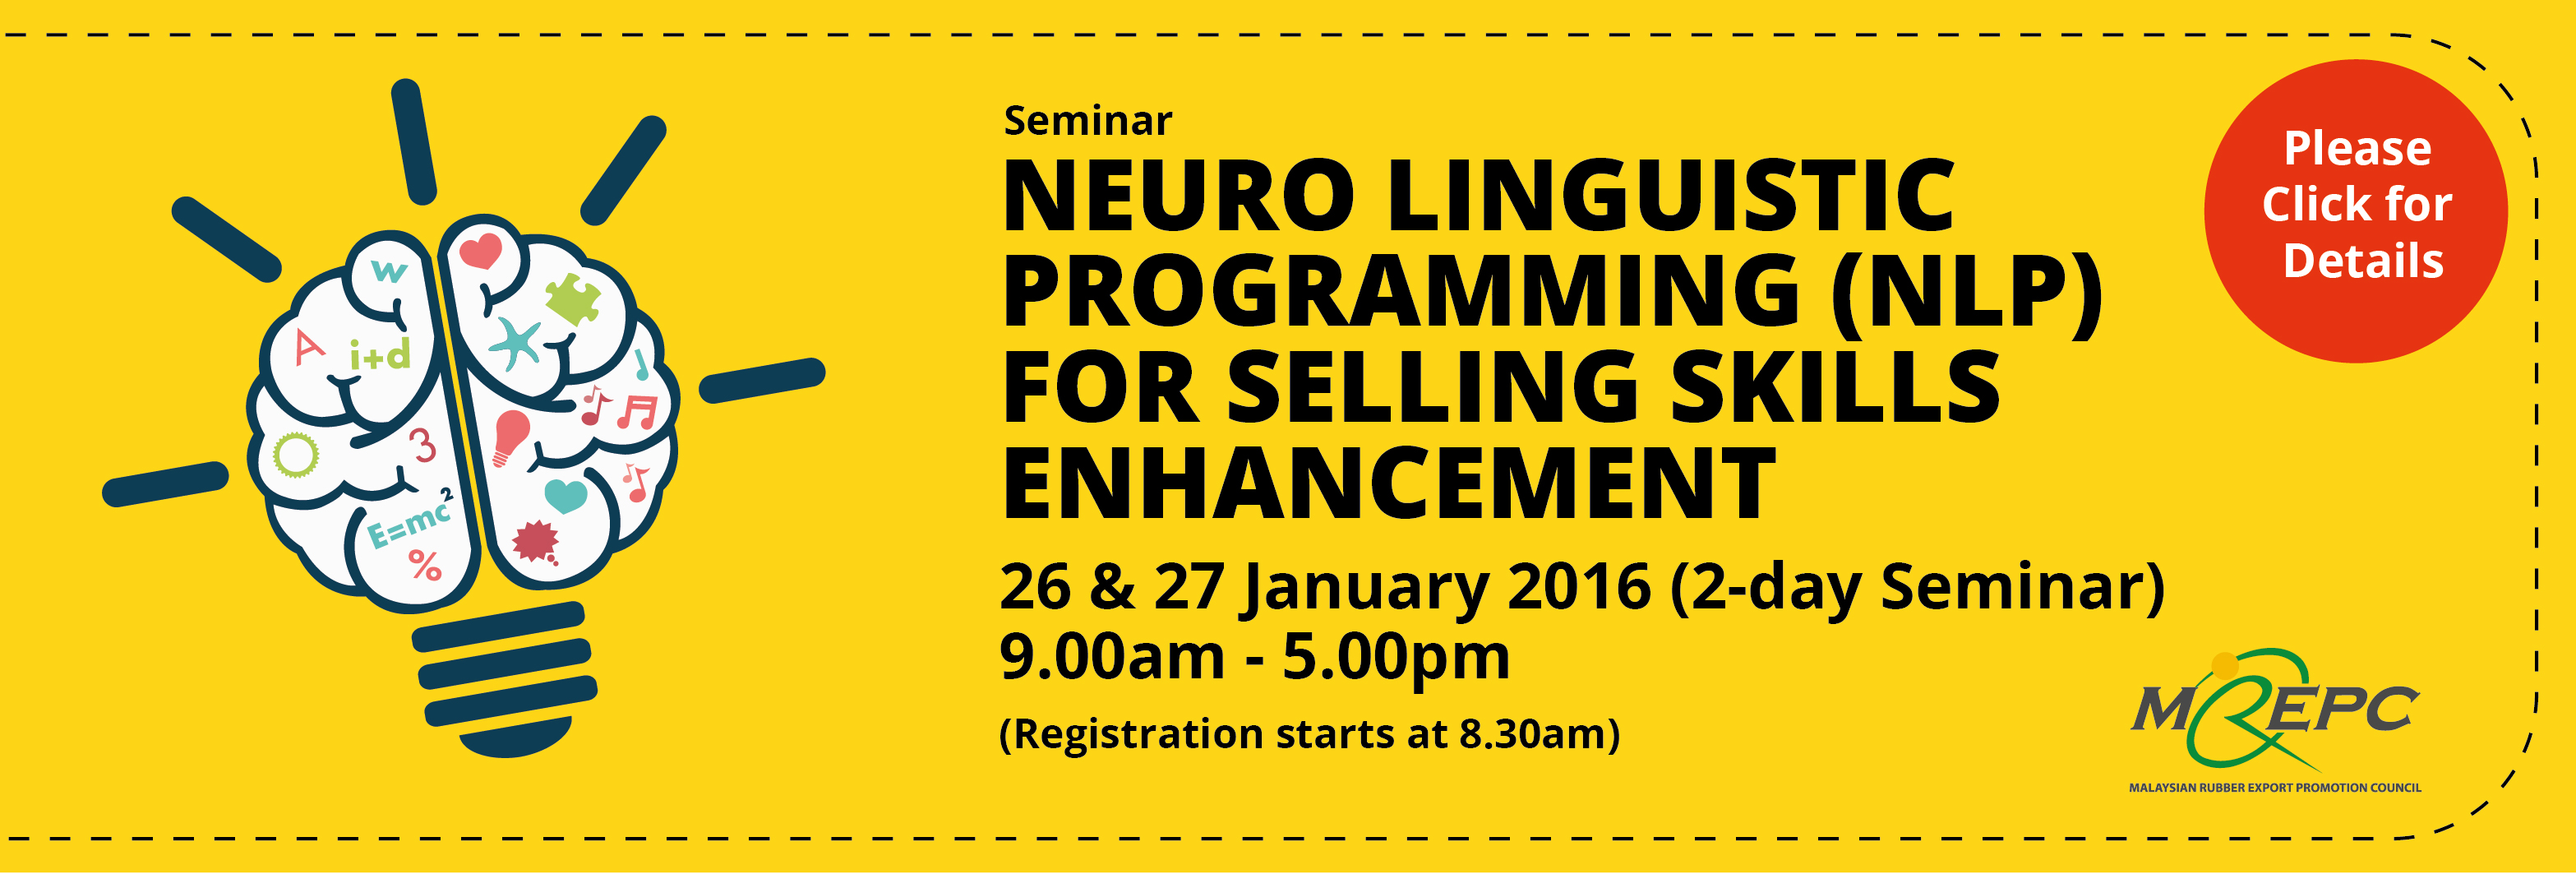 Seminar
NEURO LINGUISTIC
PROGRAMMING (NLP)
FOR SELLING SKILLS
ENHANCEMENT
26 & 27 January 2016 (2-day Seminar)
9.00am - 5.00pm
(Registration starts at 8.30am)
Please
Click for
Details
w
A
i+d
3
E=mc²
%
MREPC
MALAYSIAN RUBBER EXPORT PROMOTION COUNCIL